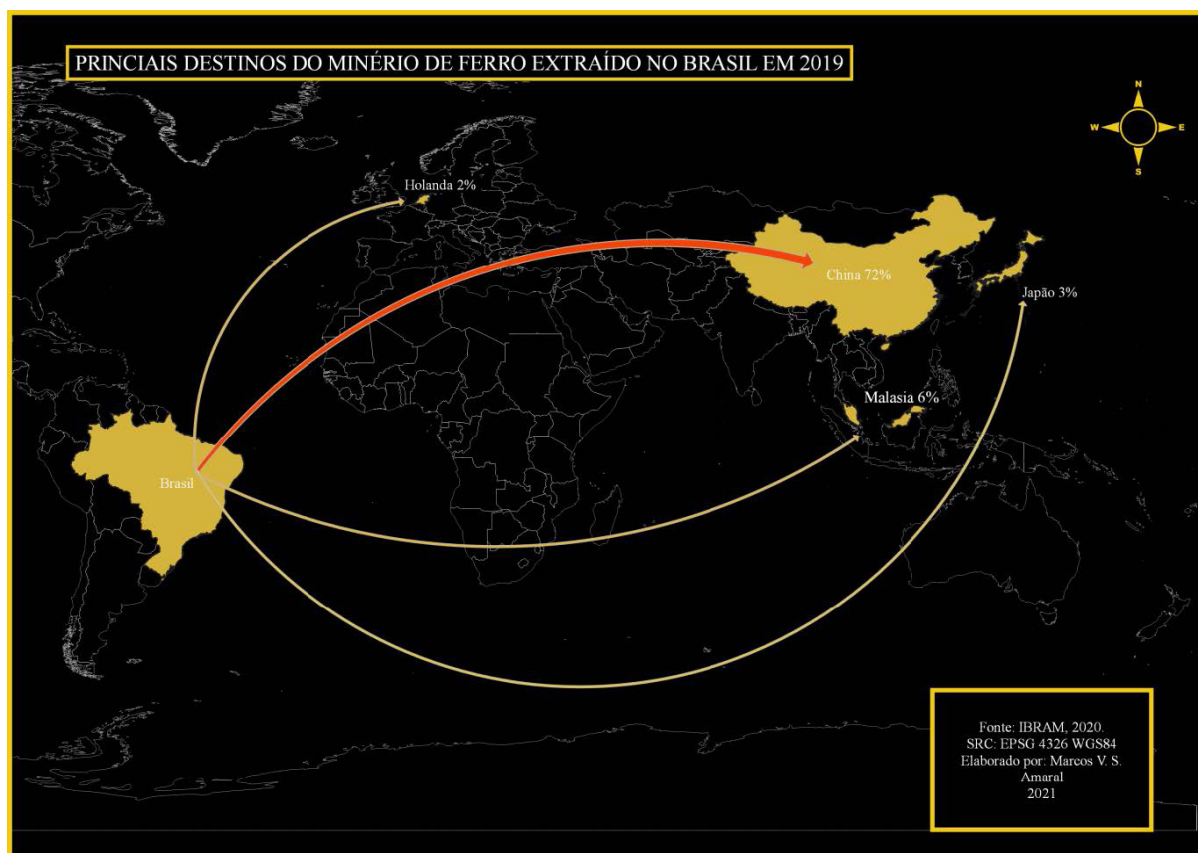 PRINCIAIS DESTINOS DO MINÉRIO DE FERRO EXTRAÍDO NO BRASIL EM 2019
N
W
E
S
Holanda 2%
China 72%
Japão 3%
Malasia 6%
Brasil
Fonte: IBRAM, 2020.
SRC: EPSG 4326 WGS84
Elaborado por: Marcos V. S.
Amaral
2021